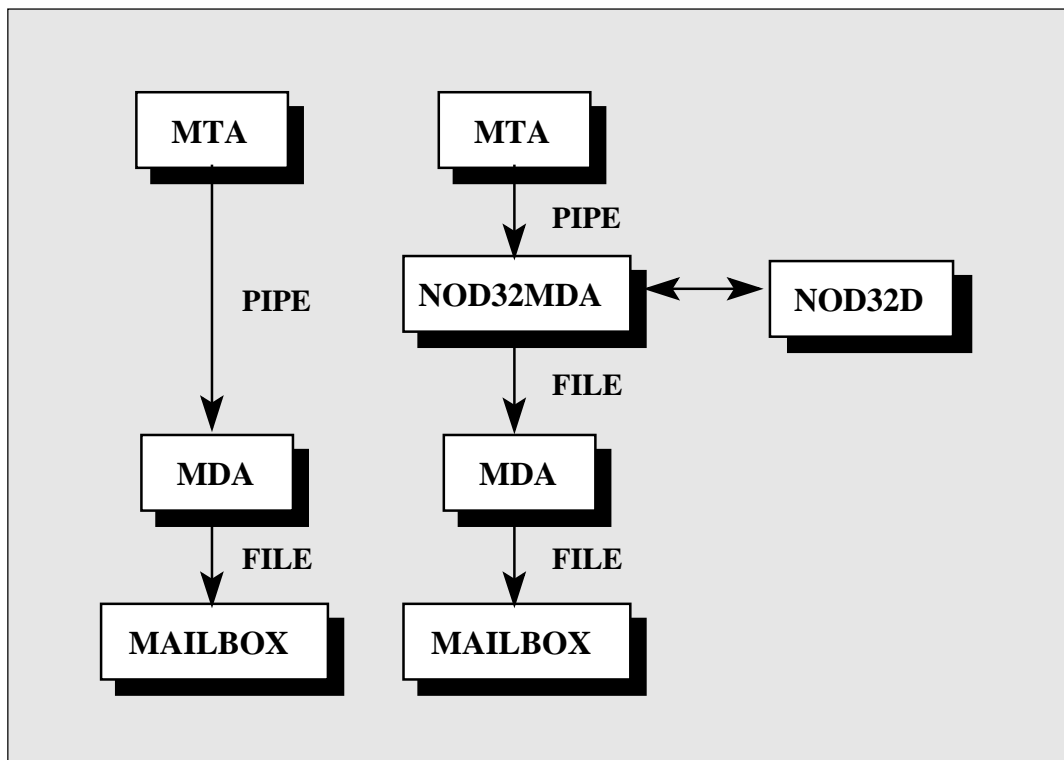 MTA
PIPE
MDA
FILE
MAILBOX
MTA
PIPE
NOD32MDA
NOD32D
FILE
MDA
FILE
MAILBOX